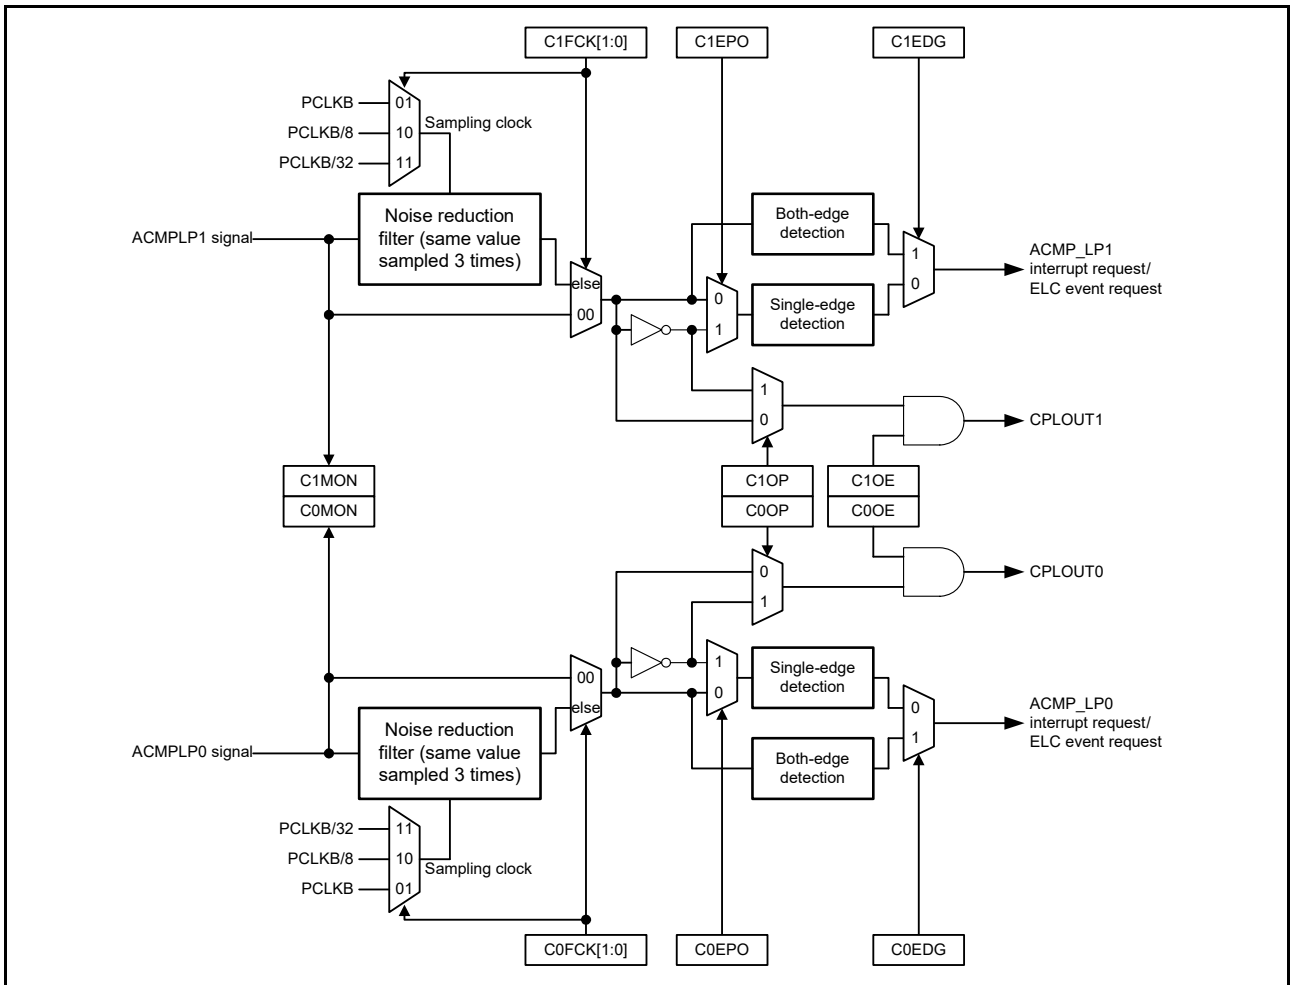 C1FCK[1:0]
C1EPO
C1EDG
PCLKB
01
PCLKB/8
10
Sampling clock
PCLKB/32
11
ACMPLP1 signal
Noise reduction
filter (same value
sampled 3 times)
else
00
0
1
Both-edge
detection
Single-edge
detection
1
0
ACMP_LP1
interrupt request/
ELC event request
1
0
CPLOUT1
C1MON
C0MON
C1OP
C0OP
C1OE
C0OE
0
1
CPLOUT0
00
else
1
0
Single-edge
detection
Both-edge
detection
0
1
ACMP_LP0
interrupt request/
ELC event request
ACMPLP0 signal
Noise reduction
filter (same value
sampled 3 times)
PCLKB/32
11
PCLKB/8
10
Sampling clock
PCLKB
01
C0FCK[1:0]
C0EPO
C0EDG